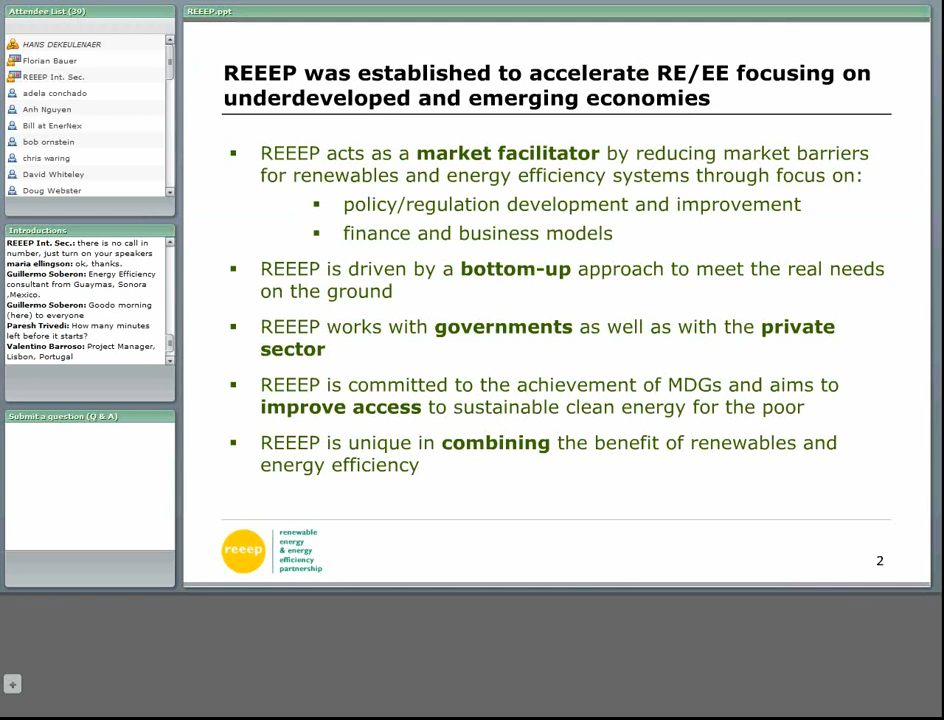 Attendee List (39)
HANS DEKEULENAER
Florian Bauer
REEEP Int. Sec.
adela conchado
Anh Nguyen
Bill at EnerNex
bob ornstein
chris waring
David Whiteley
Doug Webster
Introductions
REEEP Int. Sec.: there is no call in
number, just turn on your speakers
maria ellingson: ok, thanks.
Guillermo Soberon: Energy Efficiency
consultant from Guaymas, Sonora
,Mexico.
Guillermo Soberon: Goodo morning
(here) to everyone
Paresh Trivedi: How many minutes
left before it starts?
Valentino Barroso: Project Manager,
Lisbon, Portugal
Submit a question (Q & A)
REEEP.ppt
REEEP was established to accelerate RE/EE focusing on
underdeveloped and emerging economies
▪ REEEP acts as a market facilitator by reducing market barriers
for renewables and energy efficiency systems through focus on:
▪ policy/regulation development and improvement
▪ finance and business models
▪ REEEP is driven by a bottom-up approach to meet the real needs
on the ground
▪ REEEP works with governments as well as with the private
sector
▪ REEEP is committed to the achievement of MDGs and aims to
improve access to sustainable clean energy for the poor
▪ REEEP is unique in combining the benefit of renewables and
energy efficiency
reeep
renewable
energy
& energy
efficiency
partnership
2